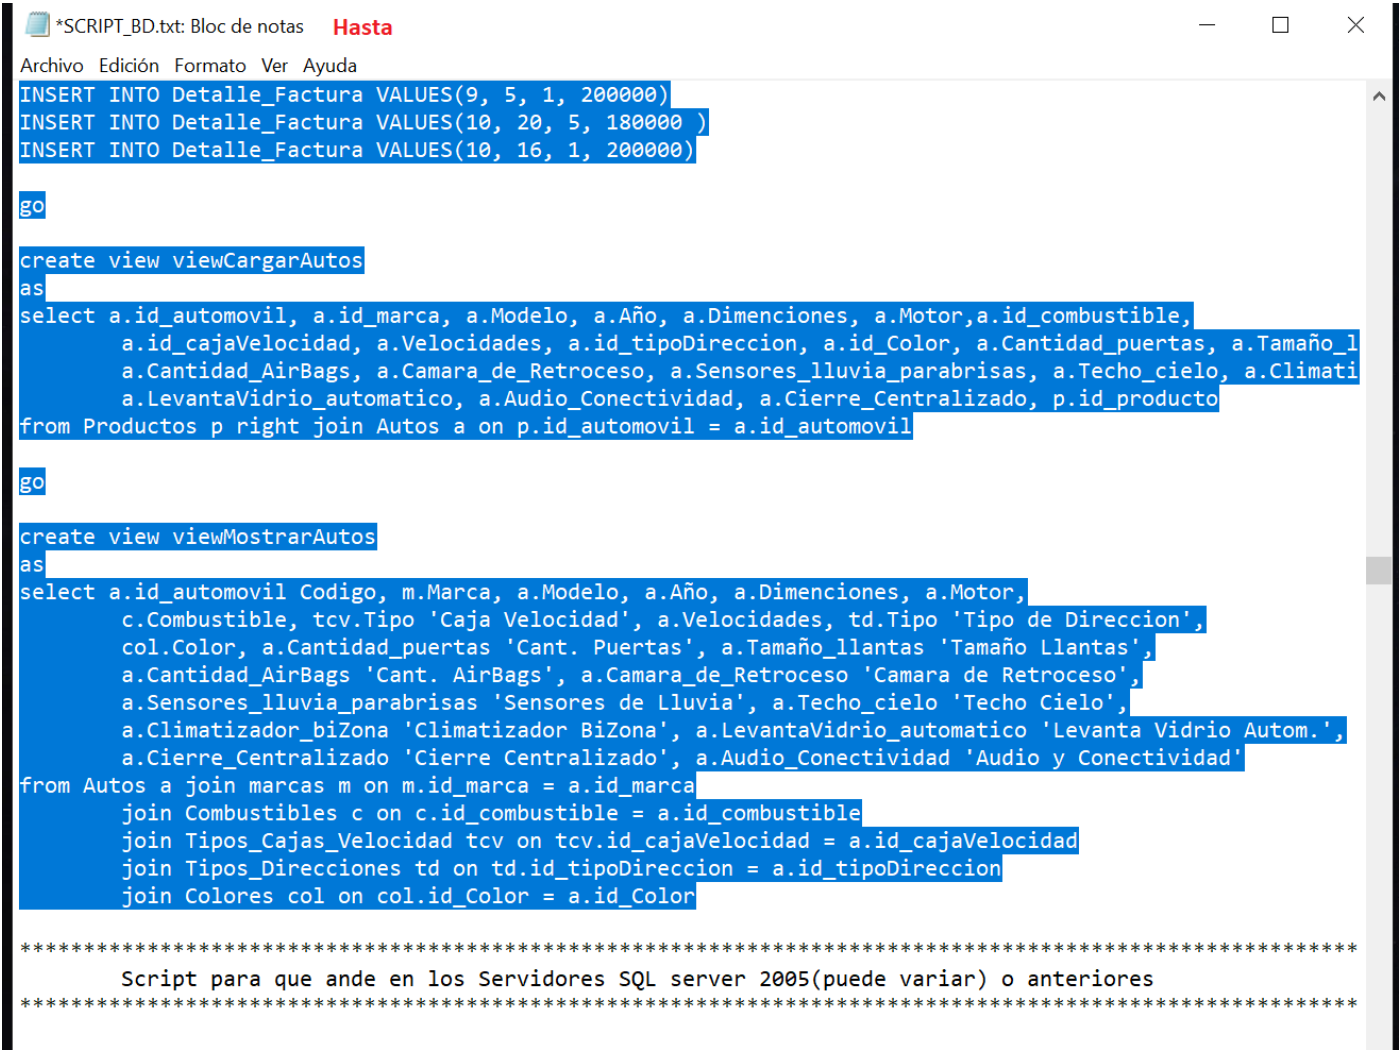 *SCRIPT_BD.txt: Bloc de notas Hasta
Archivo Edición Formato Ver Ayuda
INSERT INTO Detalle_Factura VALUES(9, 5, 1, 200000)
INSERT INTO Detalle_Factura VALUES(10, 20, 5, 180000 )
INSERT INTO Detalle_Factura VALUES(10, 16, 1, 200000)
go
create view viewCargarAutos
as
select a.id_automovil, a.id_marca, a.Modelo, a.Año, a.Dimenciones, a.Motor,a.id_combustible,
a.id_cajaVelocidad, a.Velocidades, a.id_tipoDireccion, a.id_Color, a.Cantidad_puertas, a.Tamaño_l
a.Cantidad_AirBags, a.Camara_de_Retroceso, a.Sensores_lluvia_parabrisas, a.Techo_cielo, a.Climati
a.LevantaVidrio_automatico, a.Audio_Conectividad, a.Cierre_Centralizado, p.id_producto
from Productos p right join Autos a on p.id_automovil = a.id_automovil
go
create view viewMostrarAutos
as
select a.id_automovil Codigo, m.Marca, a.Modelo, a.Año, a.Dimenciones, a.Motor,
c.Combustible, tcv.Tipo 'Caja Velocidad', a.Velocidades, td.Tipo 'Tipo de Direccion',
col.Color, a.Cantidad_puertas 'Cant. Puertas', a.Tamaño_llantas 'Tamaño Llantas',
a.Cantidad_AirBags 'Cant. AirBags', a.Camara_de_Retroceso 'Camara de Retroceso',
a.Sensores_lluvia_parabrisas 'Sensores de Lluvia', a.Techo_cielo 'Techo Cielo',
a.Climatizador_biZona 'Climatizador BiZona', a.LevantaVidrio_automatico 'Levanta Vidrio Autom.',
a.Cierre_Centralizado 'Cierre Centralizado', a.Audio_Conectividad 'Audio y Conectividad'
from Autos a join marcas m on m.id_marca = a.id_marca
join Combustibles c on c.id_combustible = a.id_combustible
join Tipos_Cajas_Velocidad tcv on tcv.id_cajaVelocidad = a.id_cajaVelocidad
join Tipos_Direcciones td on td.id_tipoDireccion = a.id_tipoDireccion
join Colores col on col.id_Color = a.id_Color
*********************************************************************************************************
Script para que ande en los Servidores SQL server 2005(puede variar) o anteriores
*********************************************************************************************************